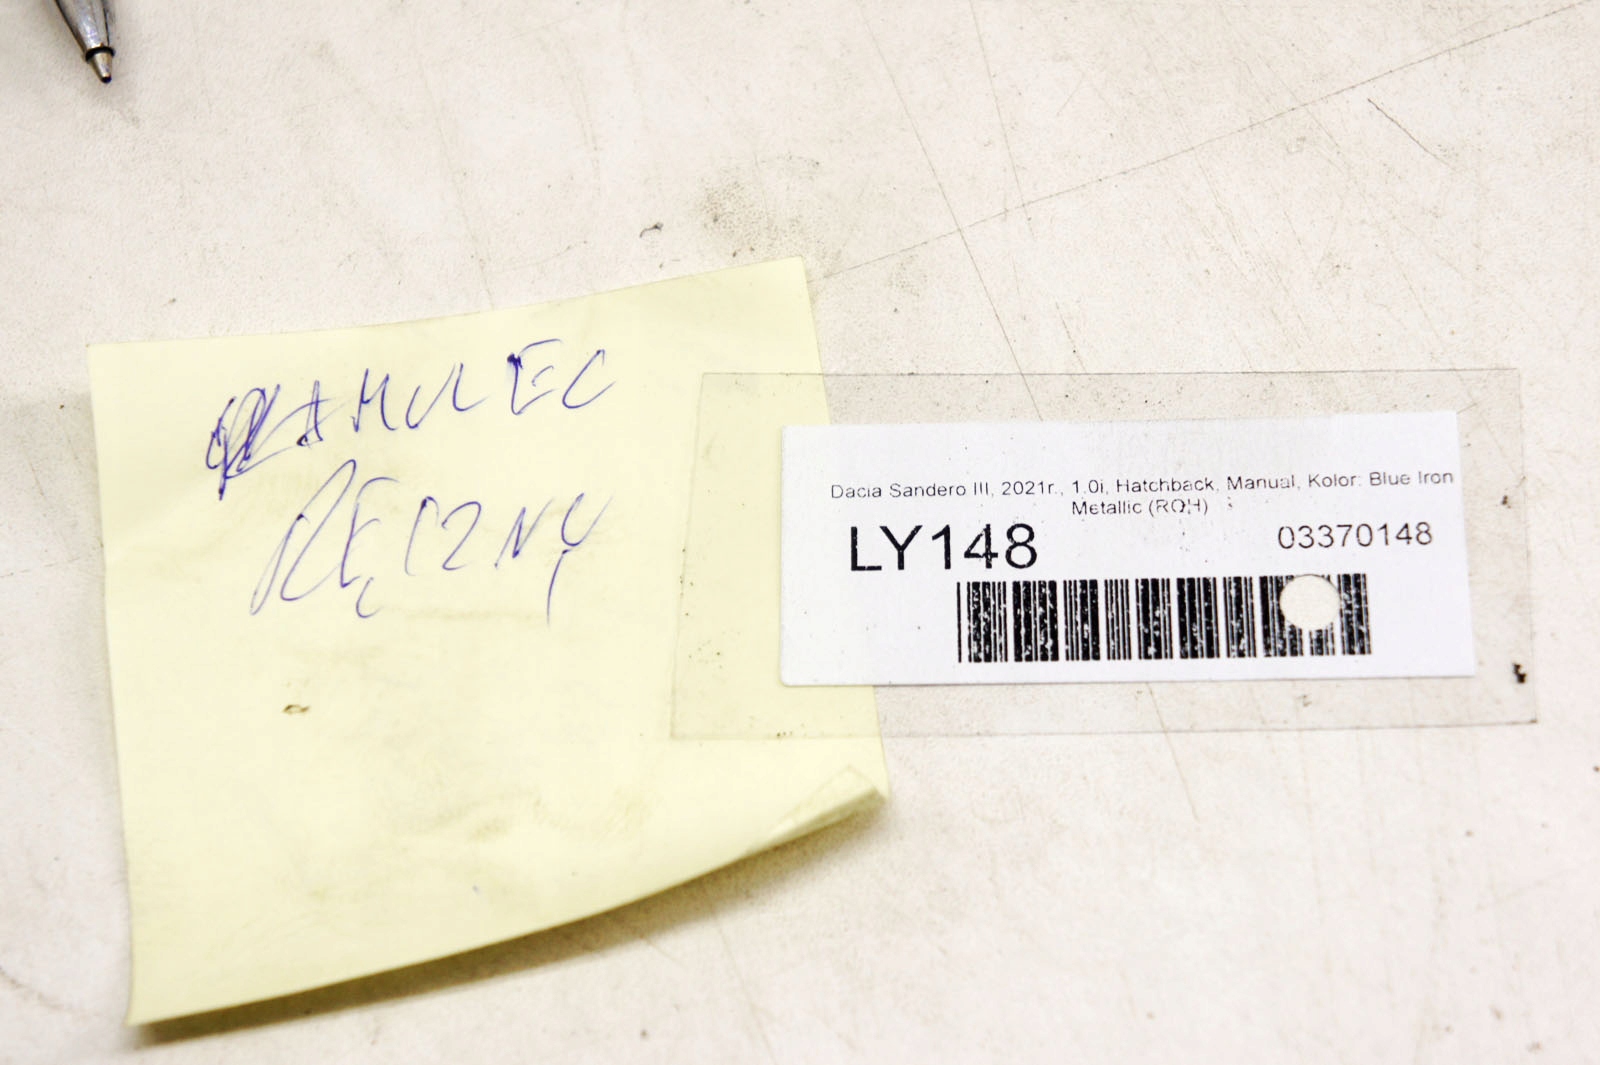 HAMULEC
RĘCZNY
Dacia Sandero III, 2021r., 1.0i, Hatchback, Manual, Kolor: Blue Iron
Metallic (RQH)
LY148
03370148